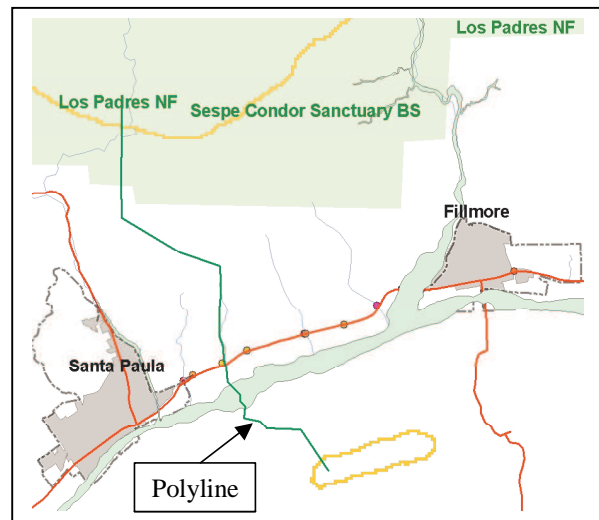 Los Padres NF
Los Padres NF
Sespe Condor Sanctuary BS
Fillmore
Santa Paula
Polyline